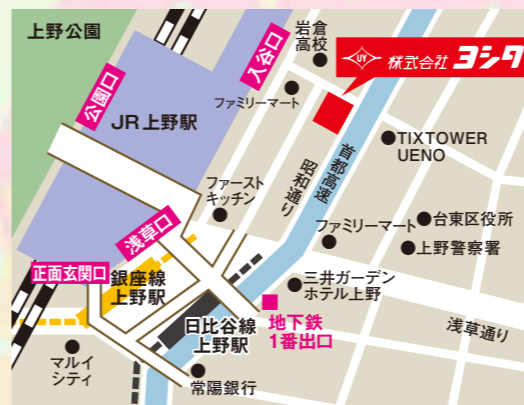 上野公園
岩倉
高校
入谷口
公園口
UY
株式会社 ヨシダ
ファミリーマート
JR上野駅
首都高速
昭和通り
TIXTOWER
UENO
ファースト
キッチン
浅草口
ファミリーマート
台東区役所
上野警察署
正面玄関口
銀座線
上野駅
三井ガーデン
ホテル上野
日比谷線
上野駅
地下鉄
1番出口
浅草通り
マルイ
シティ
常陽銀行